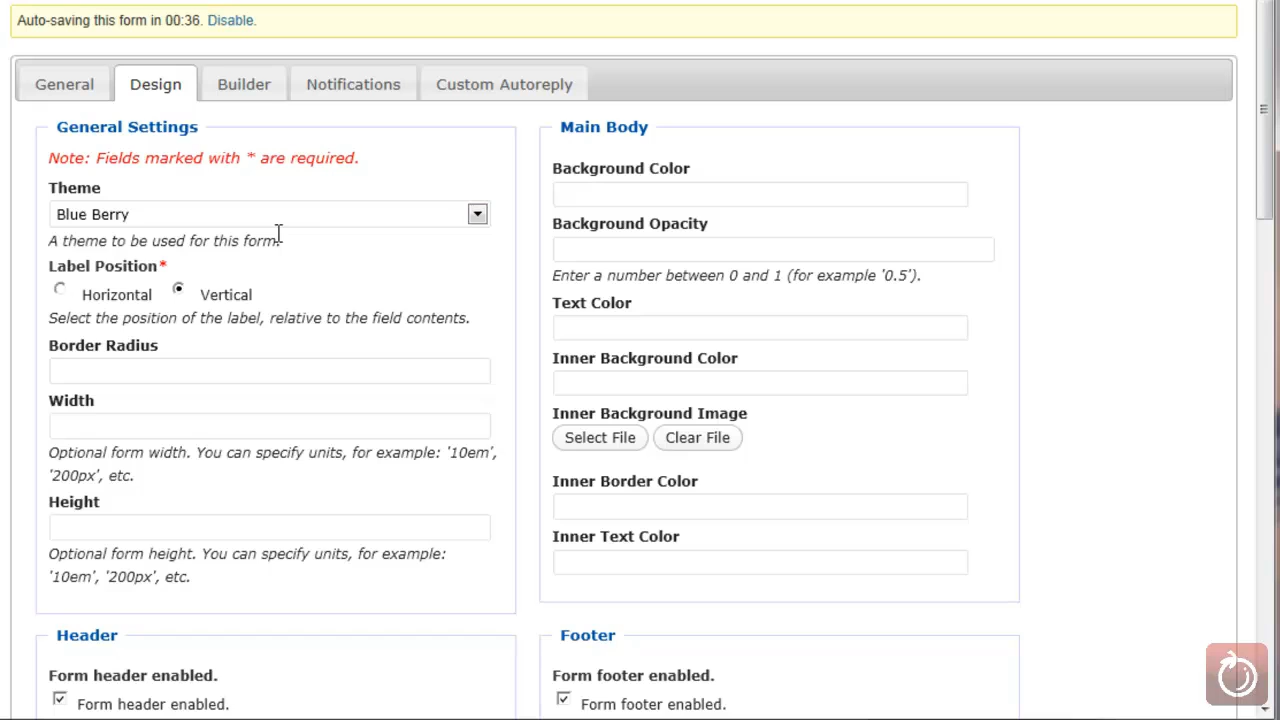 Auto-saving this form in 00:36. Disable.
General
Design
Builder
Notifications
Custom Autoreply
General Settings
Note: Fields marked with * are required.
Theme
Blue Berry
A theme to be used for this form.
Label Position*
Horizontal
Vertical
Select the position of the label, relative to the field contents.
Border Radius
Width
Optional form width. You can specify units, for example: '10em',
'200px', etc.
Height
Optional form height. You can specify units, for example:
'10em', '200px', etc.
Main Body
Background Color
Background Opacity
Enter a number between 0 and 1 (for example '0.5').
Text Color
Inner Background Color
Inner Background Image
Select File
Clear File
Inner Border Color
Inner Text Color
Header
Form header enabled.
Form header enabled.
Footer
Form footer enabled.
Form footer enabled.